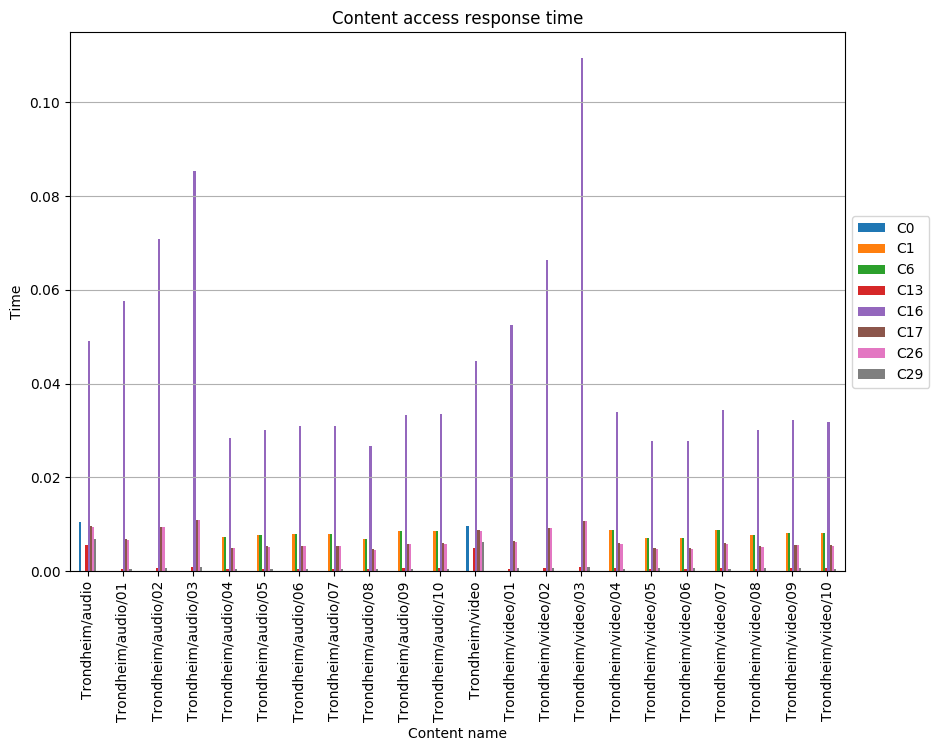 Content access response time
0.10
0.08
0.06
0.04
0.02
0.00
Time
C0
C1
C6
C13
C16
C17
C26
C29
Trondheim/audio
Trondheim/audio/01
Trondheim/audio/02
Trondheim/audio/03
Trondheim/audio/04
Trondheim/audio/05
Trondheim/audio/06
Trondheim/audio/07
Trondheim/audio/08
Trondheim/audio/09
Trondheim/audio/10
Trondheim/video
Trondheim/video/01
Trondheim/video/02
Trondheim/video/03
Trondheim/video/04
Trondheim/video/05
Trondheim/video/06
Trondheim/video/07
Trondheim/video/08
Trondheim/video/09
Trondheim/video/10
Content name